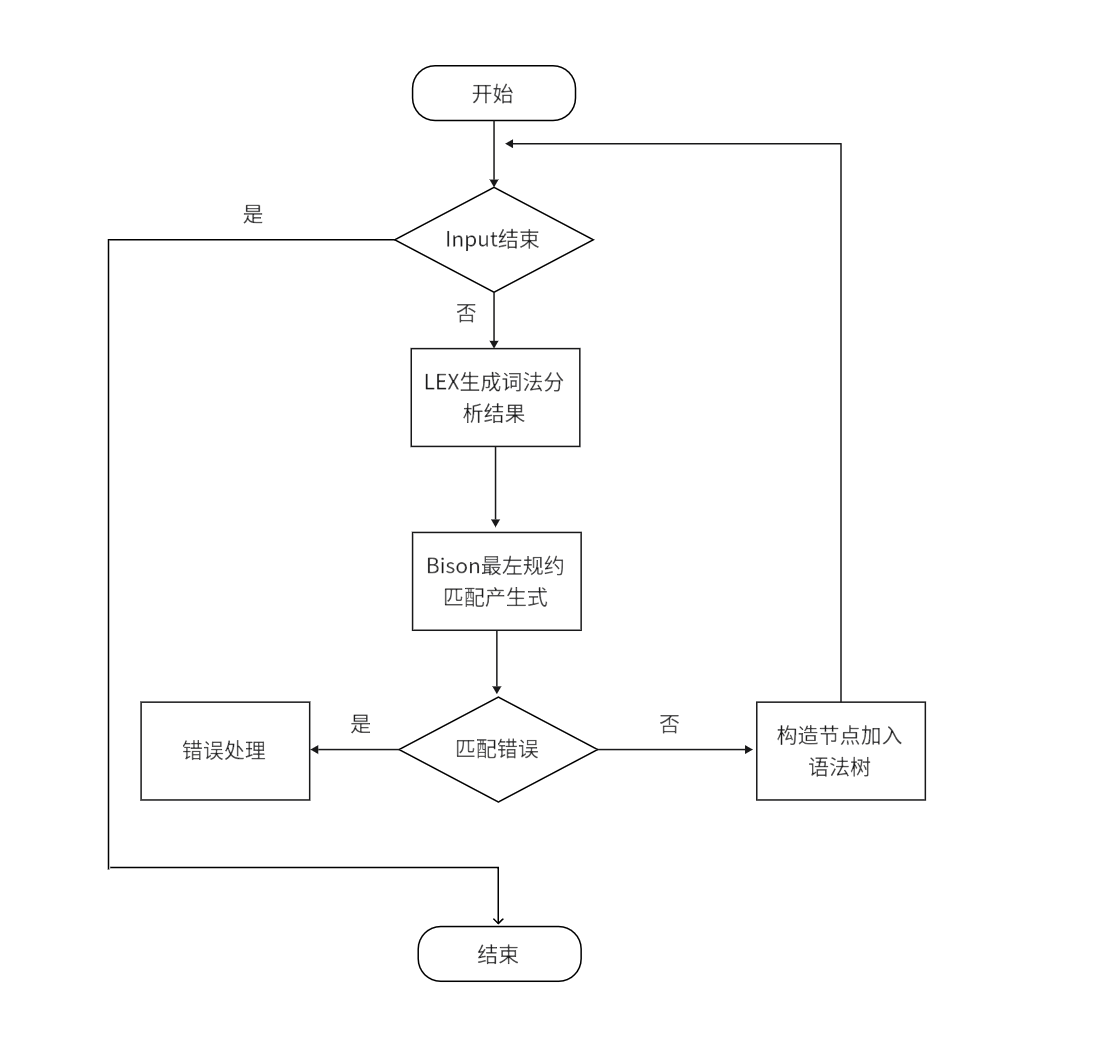 开始
是
Input结束
否
LEX生成词法分
析结果
Bison最左规约
匹配产生式
是
否
错误处理
匹配错误
构造节点加入
语法树
结束